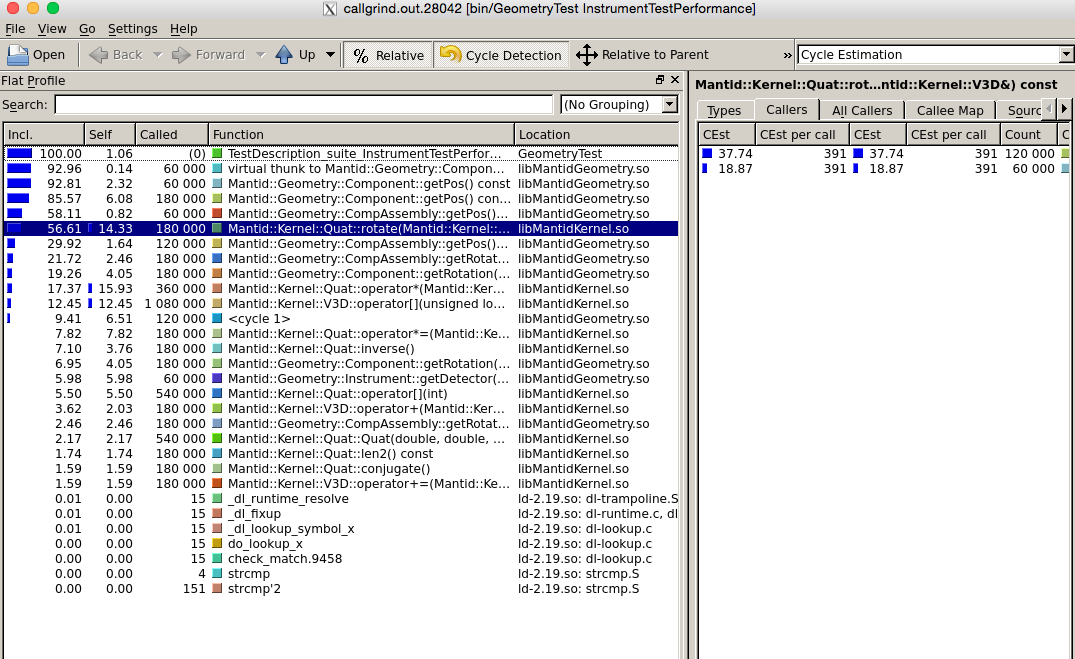 callgrind.out.28042 [bin/GeometryTest InstrumentTestPerformance]
File View Go Settings Help
Open Back Forward Up % Relative Cycle Detection Relative to Parent » Cycle Estimation
Flat Profile
Search: (No Grouping)
Incl. Self Called Function Location
100.00 1.06 (0) TestDescription_suite_InstrumentTestPerfor... GeometryTest
92.96 0.14 60 000 virtual thunk to Mantid::Geometry::Compon... libMantidGeometry.so
92.81 2.32 60 000 Mantid::Geometry::Component::getPos() const libMantidGeometry.so
85.57 6.08 180 000 Mantid::Geometry::Component::getPos() con... libMantidGeometry.so
58.11 0.82 60 000 Mantid::Geometry::CompAssembly::getPos()... libMantidGeometry.so
56.61 14.33 180 000 Mantid::Kernel::Quat::rotate(Mantid::Kernel::... libMantidKernel.so
29.92 1.64 120 000 Mantid::Geometry::CompAssembly::getPos()... libMantidGeometry.so
21.72 2.46 180 000 Mantid::Geometry::CompAssembly::getRotat... libMantidGeometry.so
19.26 4.05 180 000 Mantid::Geometry::Component::getRotation(... libMantidGeometry.so
17.37 15.93 360 000 Mantid::Kernel::Quat::operator*(Mantid::Ker... libMantidKernel.so
12.45 12.45 1 080 000 Mantid::Kernel::V3D::operator[](unsigned lo... libMantidKernel.so
9.41 6.51 120 000 <cycle 1> libMantidGeometry.so
7.82 7.82 180 000 Mantid::Kernel::Quat::operator*=(Mantid::Ke... libMantidKernel.so
7.10 3.76 180 000 Mantid::Kernel::Quat::inverse() libMantidKernel.so
6.95 4.05 180 000 Mantid::Geometry::Component::getRotation(... libMantidGeometry.so
5.98 5.98 60 000 Mantid::Geometry::Instrument::getDetector(... libMantidGeometry.so
5.50 5.50 540 000 Mantid::Kernel::Quat::operator[](int) libMantidKernel.so
3.62 2.03 180 000 Mantid::Kernel::V3D::operator+(Mantid::Ker... libMantidKernel.so
2.46 2.46 180 000 Mantid::Geometry::CompAssembly::getRotat... libMantidGeometry.so
2.17 2.17 540 000 Mantid::Kernel::Quat::Quat(double, double, ... libMantidKernel.so
1.74 1.74 180 000 Mantid::Kernel::Quat::len2() const libMantidKernel.so
1.59 1.59 180 000 Mantid::Kernel::Quat::conjugate() libMantidKernel.so
1.59 1.59 180 000 Mantid::Kernel::V3D::operator+=(Mantid::Ke... libMantidKernel.so
0.01 0.00 15 _dl_runtime_resolve ld-2.19.so: dl-trampoline.S
0.01 0.00 15 _dl_fixup ld-2.19.so: dl-runtime.c, dl
0.01 0.00 15 _dl_lookup_symbol_x ld-2.19.so: dl-lookup.c
0.00 0.00 15 do_lookup_x ld-2.19.so: dl-lookup.c
0.00 0.00 15 check_match.9458 ld-2.19.so: dl-lookup.c
0.00 0.00 4 strcmp ld-2.19.so: strcmp.S
0.00 0.00 151 strcmp'2 ld-2.19.so: strcmp.S
Mantid::Kernel::Quat::rot...ntid::Kernel::V3D&) const
Types Callers All Callers Callee Map Sourc
CEst CEst per call CEst CEst per call Count C
37.74 391 37.74 391 120 000
18.87 391 18.87 391 60 000